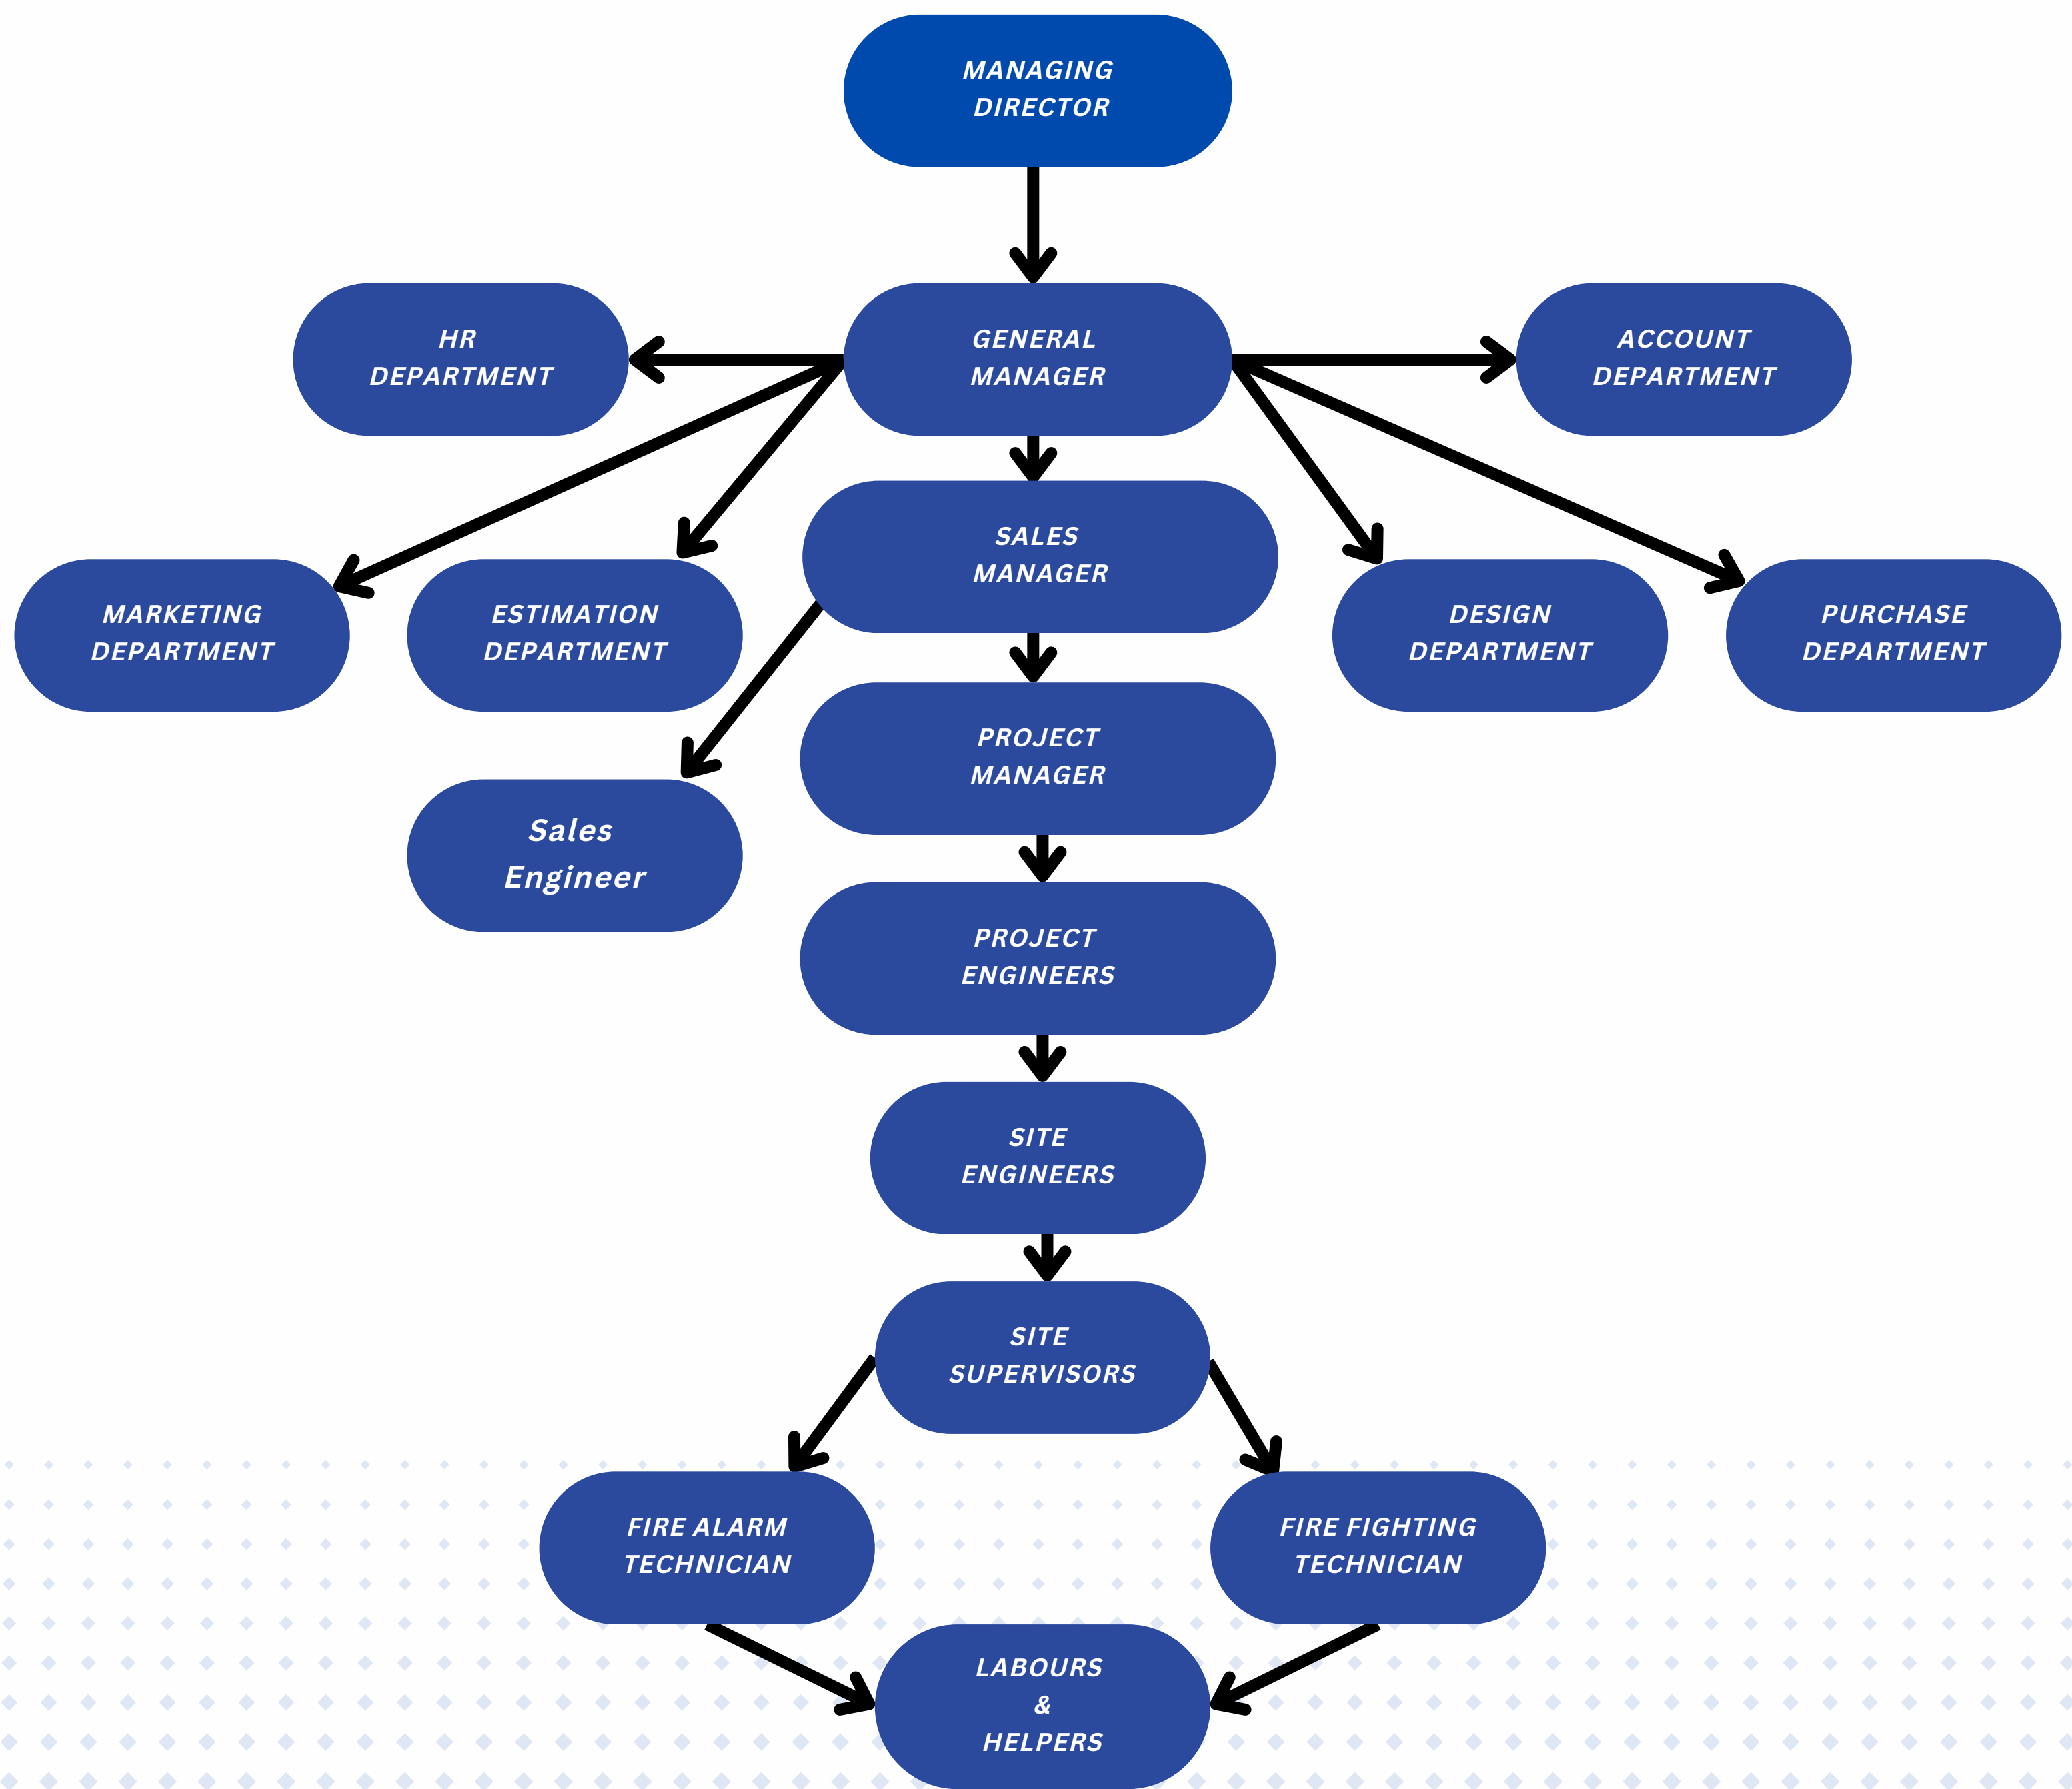 MANAGING
DIRECTOR
HR
DEPARTMENT
GENERAL
MANAGER
ACCOUNT
DEPARTMENT
SALES
MANAGER
MARKETING
DEPARTMENT
ESTIMATION
DEPARTMENT
DESIGN
DEPARTMENT
PURCHASE
DEPARTMENT
PROJECT
MANAGER
Sales
Engineer
PROJECT
ENGINEERS
SITE
ENGINEERS
SITE
SUPERVISORS
FIRE ALARM
TECHNICIAN
FIRE FIGHTING
TECHNICIAN
LABOURS
&
HELPERS